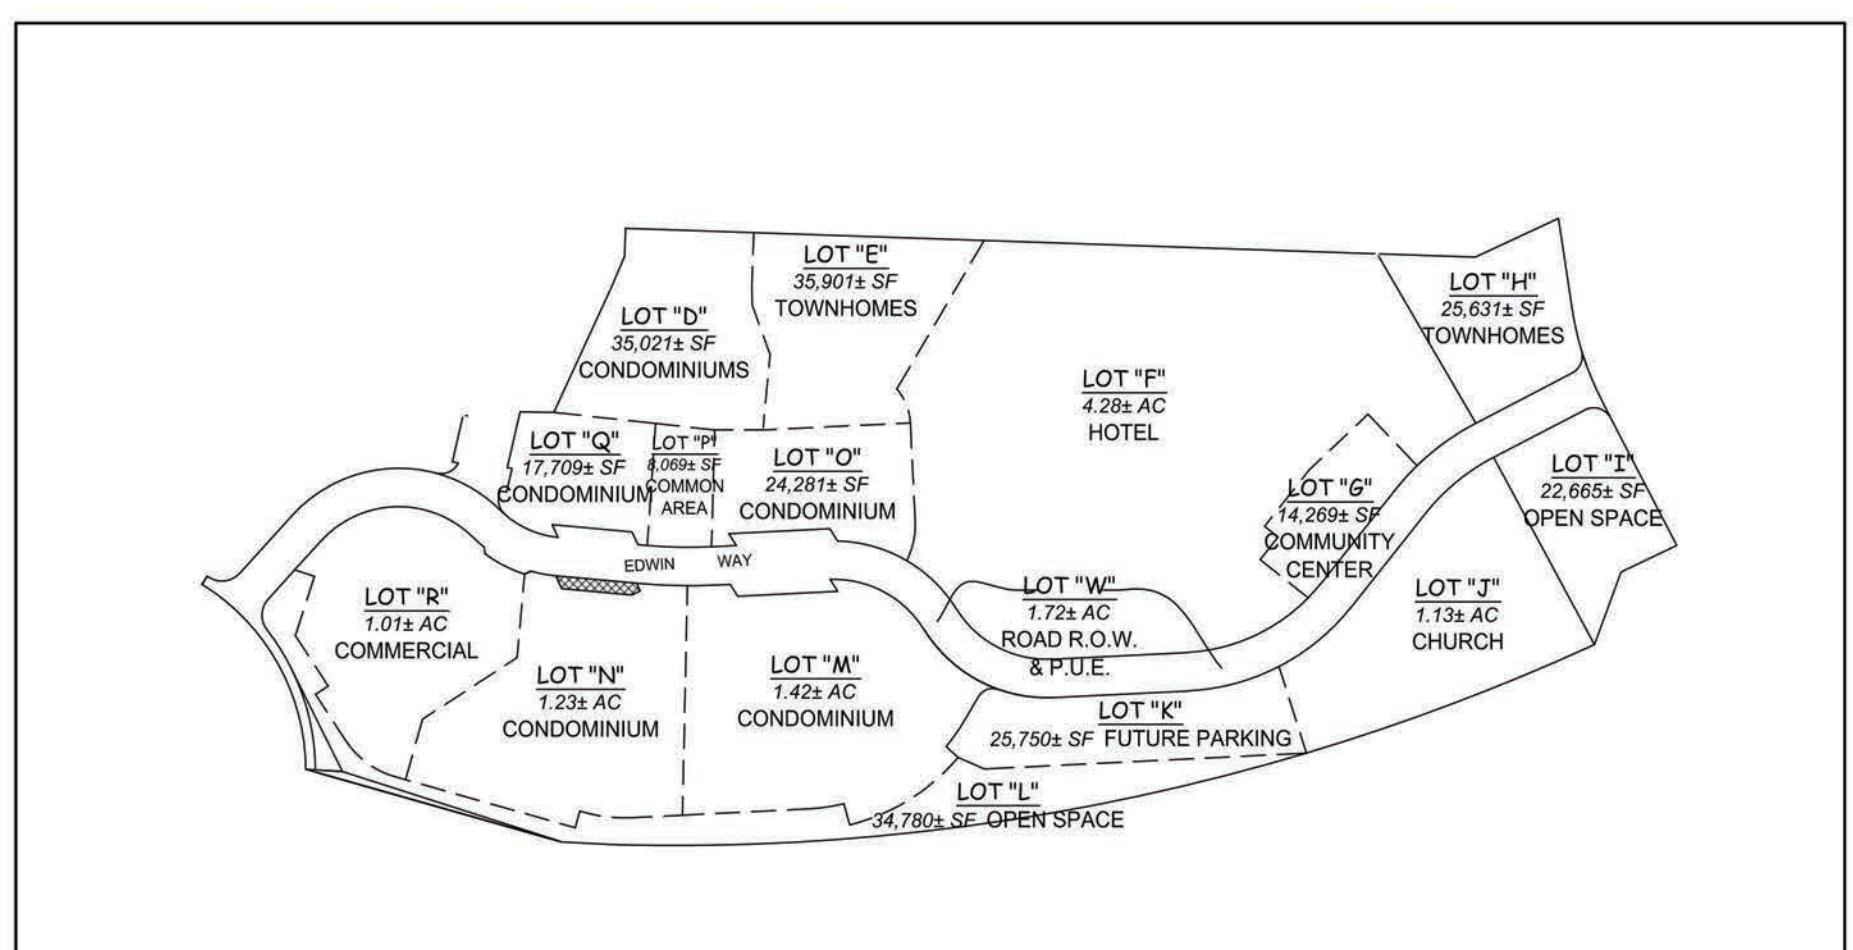 LOT "E"
35,901± SF
TOWNHOMES
LOT "H"
25,631± SF
TOWNHOMES
LOT "D"
35,021± SF
CONDOMINIUMS
LOT "F"
4.28± AC
HOTEL
LOT "Q"
17,709± SF
CONDOMINIUM
LOT "P"
8,069± SF
COMMON
AREA
LOT "O"
24,281± SF
CONDOMINIUM
LOT "G"
14,269± SF
COMMUNITY
CENTER
LOT "I"
22,665± SF
OPEN SPACE
EDWIN WAY
LOT "R"
1.01± AC
COMMERCIAL
LOT "W"
1.72± AC
ROAD R.O.W.
& P.U.E.
LOT "J"
1.13± AC
CHURCH
LOT "N"
1.23± AC
CONDOMINIUM
LOT "M"
1.42± AC
CONDOMINIUM
LOT "K"
25,750± SF FUTURE PARKING
LOT "L"
34,780± SF OPEN SPACE